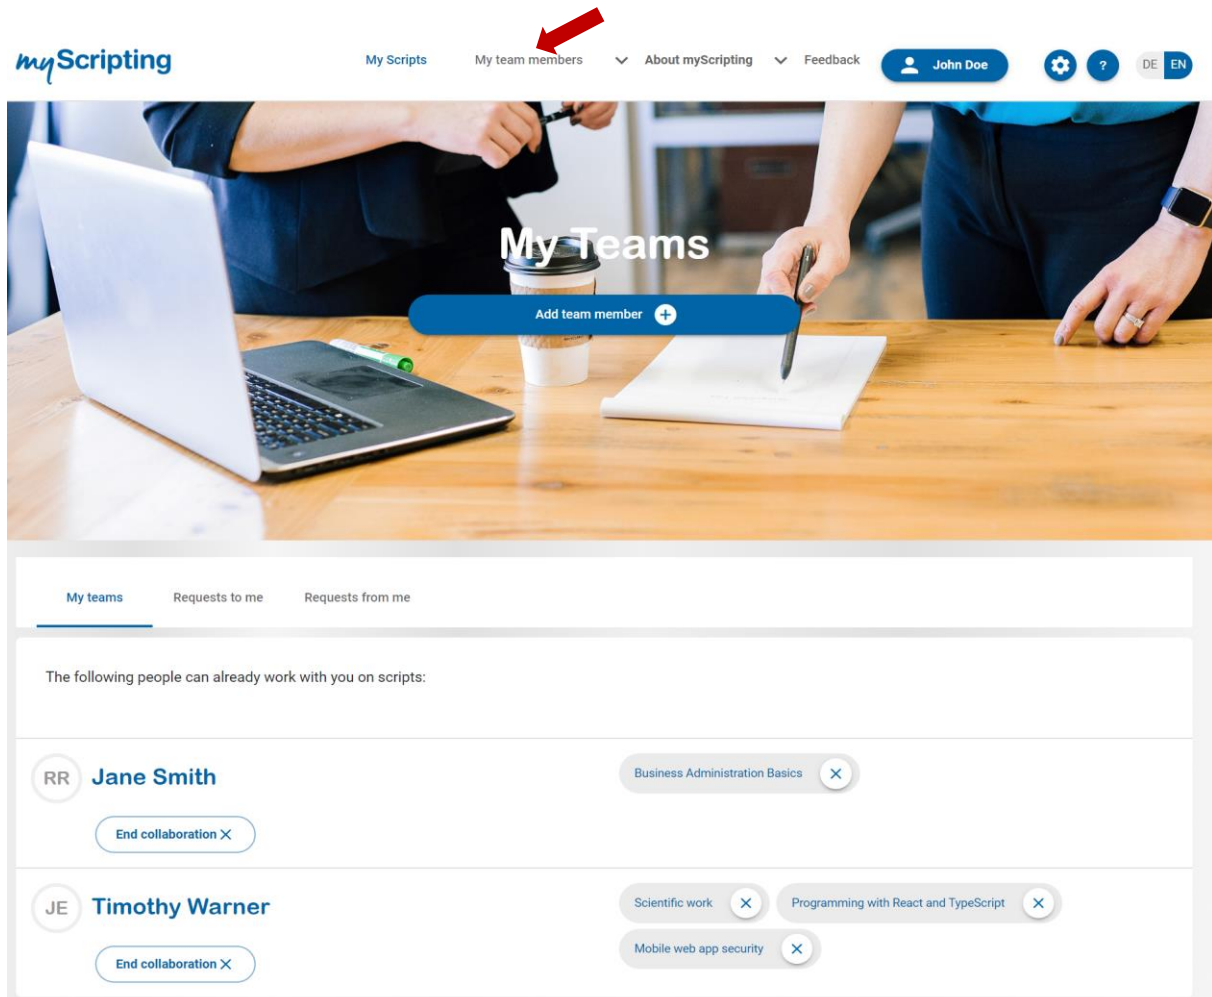 myScripting
My Scripts
My team members
About myScripting
Feedback
John Doe
?
DE EN
My Teams
Add team member
My teams
Requests to me
Requests from me
The following people can already work with you on scripts:
RR
Jane Smith
Business Administration Basics
End collaboration
JE
Timothy Warner
Scientific work
Programming with React and TypeScript
Mobile web app security
End collaboration